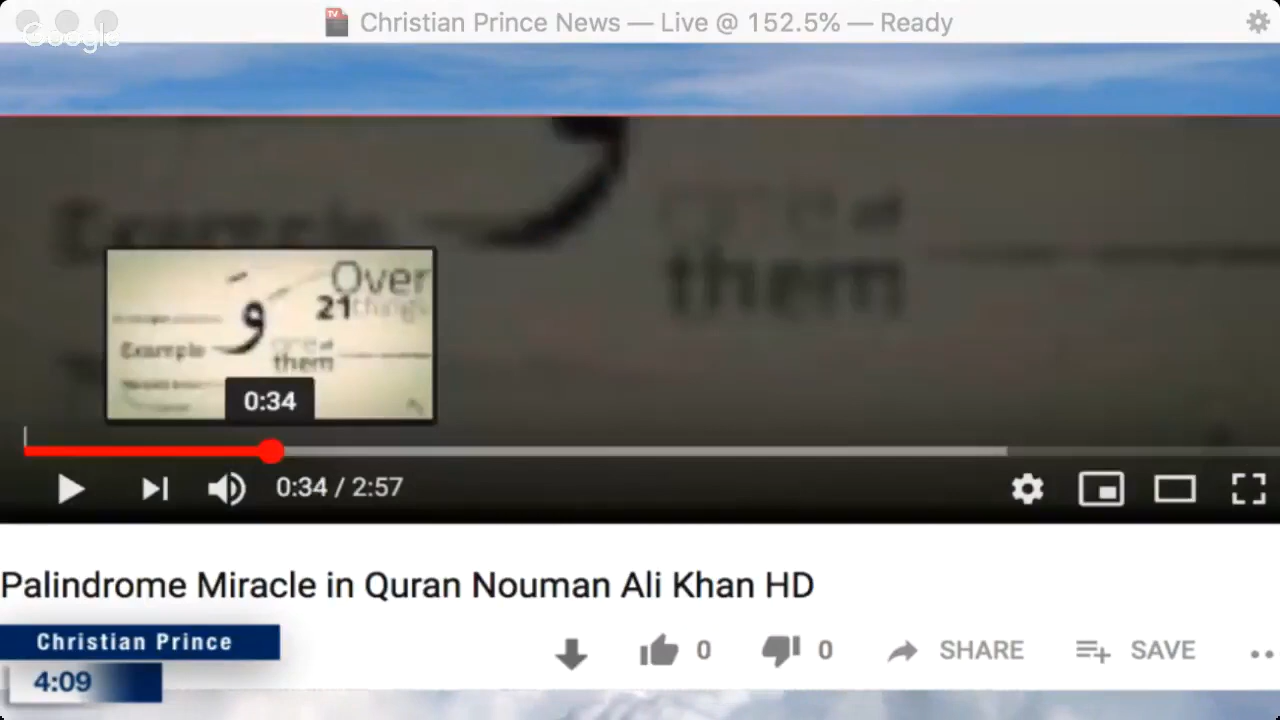 Christian Prince News — Live @ 152.5% — Ready
Google
Example
them
Over
21 things
وَ
Example
them
0:34
0:34 / 2:57
Palindrome Miracle in Quran Nouman Ali Khan HD
Christian Prince
0
0
SHARE
SAVE
4:09